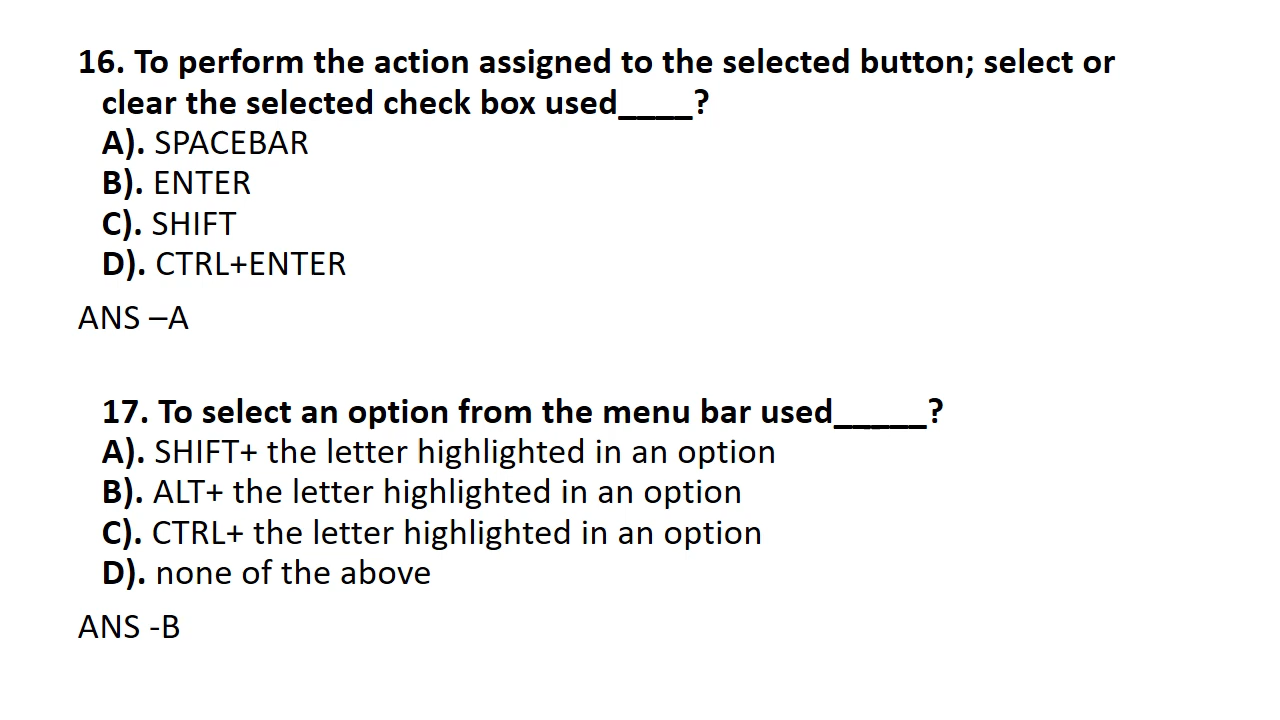 16. To perform the action assigned to the selected button; select or
clear the selected check box used____?
A). SPACEBAR
B). ENTER
C). SHIFT
D). CTRL+ENTER
ANS –A
17. To select an option from the menu bar used_____?
A). SHIFT+ the letter highlighted in an option
B). ALT+ the letter highlighted in an option
C). CTRL+ the letter highlighted in an option
D). none of the above
ANS -B